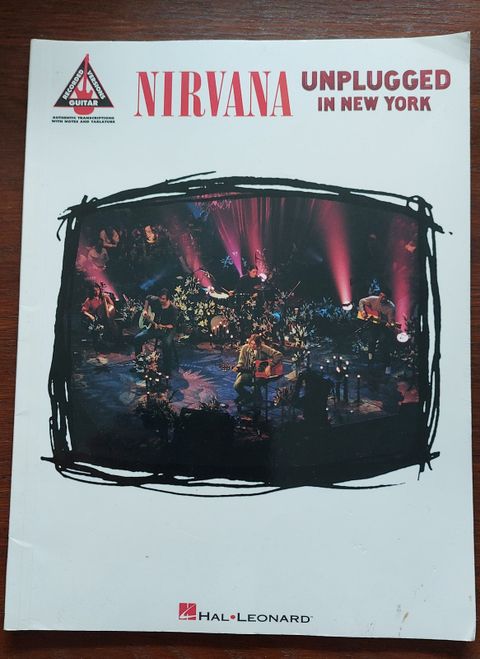 RECORDED VERSIONS
GUITAR
AUTHENTIC TRANSCRIPTIONS
WITH NOTES AND TABLATURE
NIRVANA
UNPLUGGED
IN NEW YORK
HAL•LEONARD